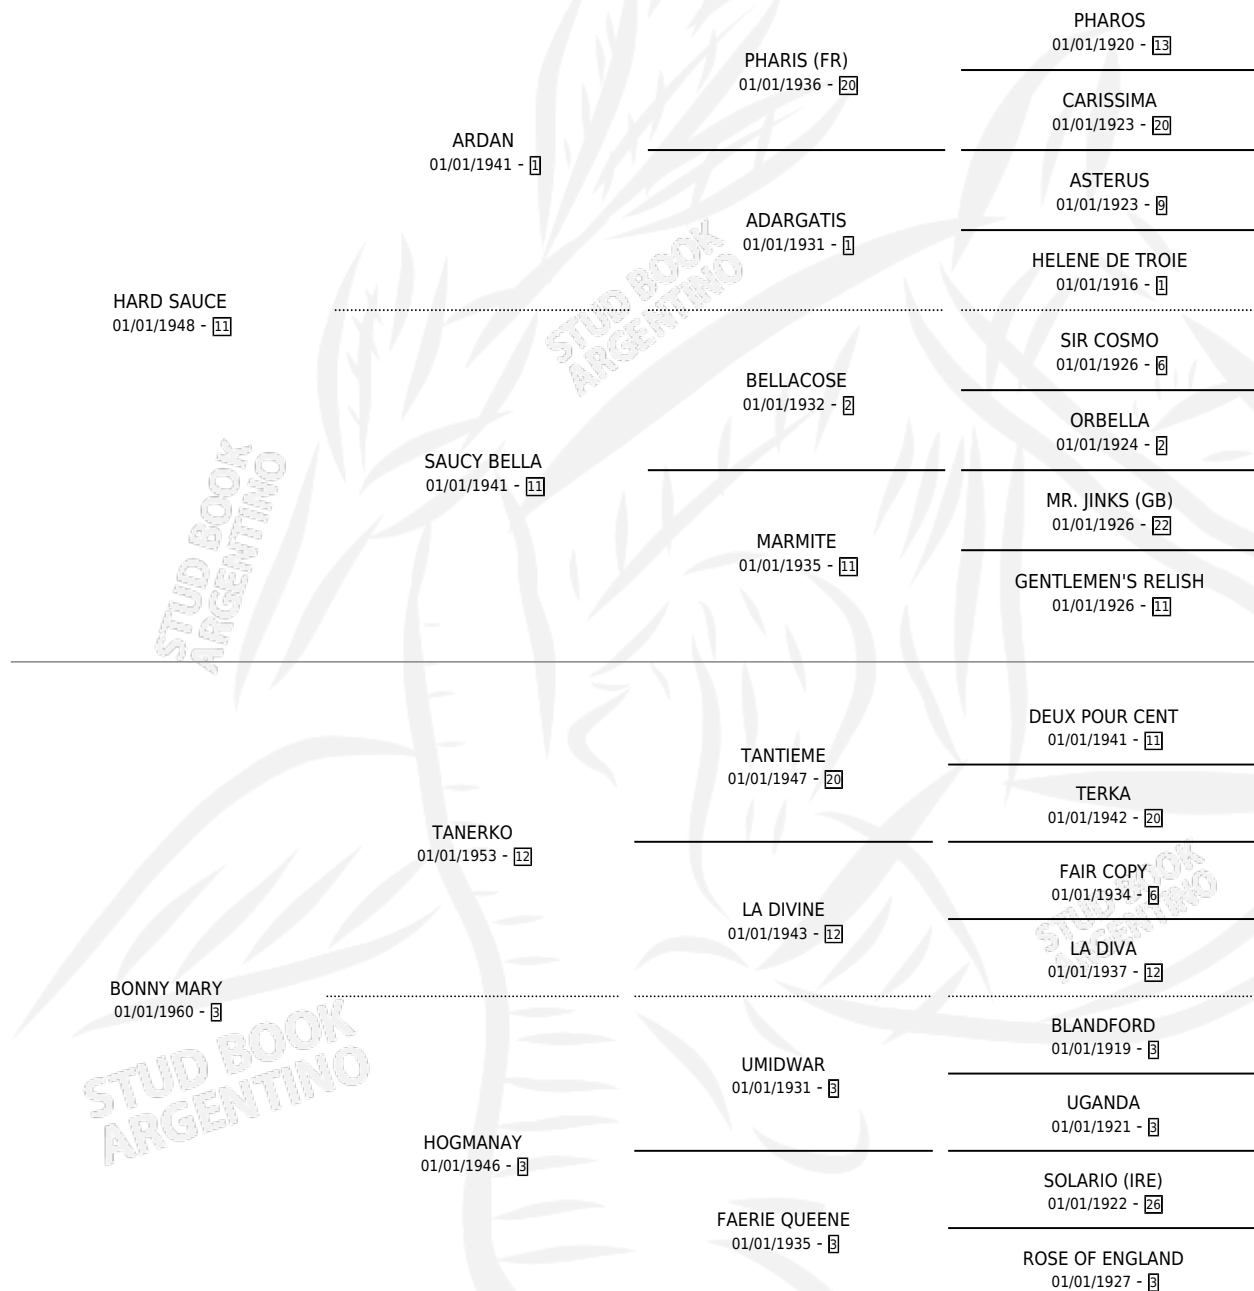 PHAROS
01/01/1920 - 13
PHARIS (FR)
01/01/1936 - 20
CARISSIMA
01/01/1923 - 20
ARDAN
01/01/1941 - 1
ASTERUS
01/01/1923 - 9
ADARGATIS
01/01/1931 - 1
HELENE DE TROIE
01/01/1916 - 1
HARD SAUCE
01/01/1948 - 11
SIR COSMO
01/01/1926 - 6
BELLACOSE
01/01/1932 - 2
ORBELLA
01/01/1924 - 2
SAUCY BELLA
01/01/1941 - 11
MR. JINKS (GB)
01/01/1926 - 22
MARMITE
01/01/1935 - 11
GENTLEMEN'S RELISH
01/01/1926 - 11
DEUX POUR CENT
01/01/1941 - 11
TANTIEME
01/01/1947 - 20
TERKA
01/01/1942 - 20
TANERKO
01/01/1953 - 12
FAIR COPY
01/01/1934 - 6
LA DIVINE
01/01/1943 - 12
LA DIVA
01/01/1937 - 12
BONNY MARY
01/01/1960 - 3
BLANDFORD
01/01/1919 - 3
UMIDWAR
01/01/1931 - 3
UGANDA
01/01/1921 - 3
HOGMANAY
01/01/1946 - 3
SOLARIO (IRE)
01/01/1922 - 26
FAERIE QUEENE
01/01/1935 - 3
ROSE OF ENGLAND
01/01/1927 - 3
STUD BOOK
ARGENTINO
STUD BOOK
ARGENTINO
STUD BOOK
ARGENTINO
STUD BOOK
ARGENTINO